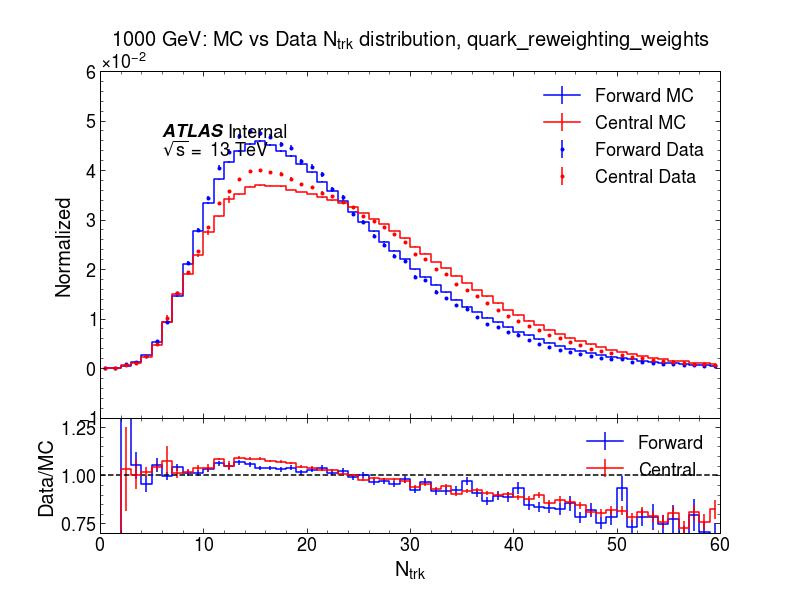 1000 GeV: MC vs Data N_trk distribution, quark_reweighting_weights
×10⁻²
6
5
4
3
2
1
0
−1
Normalized
ATLAS Internal
√s = 13 TeV
Forward MC
Central MC
Forward Data
Central Data
1.25
1.00
0.75
Data/MC
Forward
Central
0 10 20 30 40 50 60
N_trk